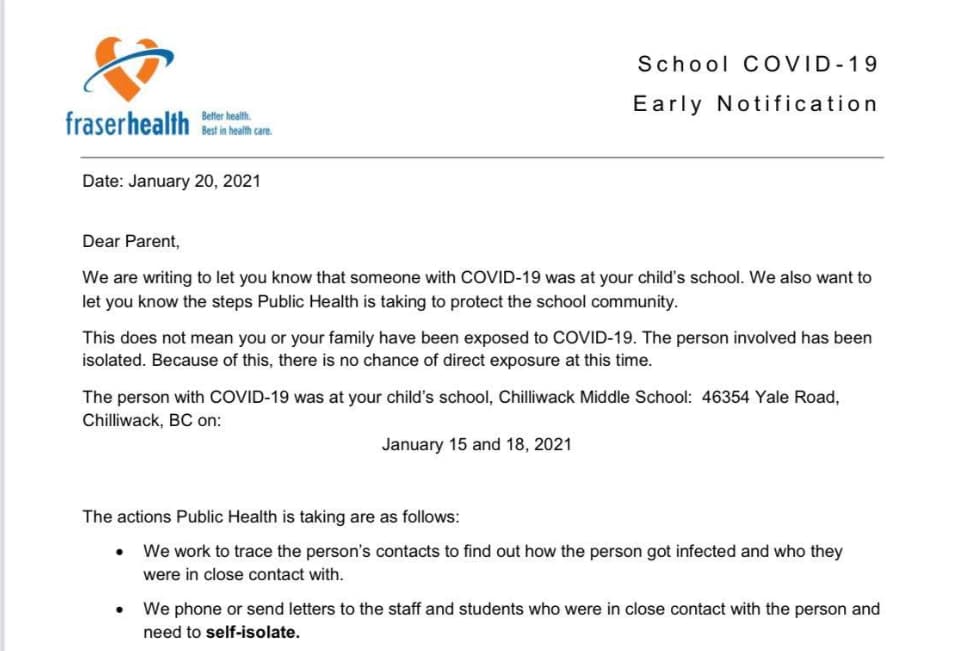 School COVID-19
Early Notification
fraserhealth
Better health.
Best in health care.
Date: January 20, 2021
Dear Parent,
We are writing to let you know that someone with COVID-19 was at your child's school. We also want to
let you know the steps Public Health is taking to protect the school community.
This does not mean you or your family have been exposed to COVID-19. The person involved has been
isolated. Because of this, there is no chance of direct exposure at this time.
The person with COVID-19 was at your child's school, Chilliwack Middle School: 46354 Yale Road,
Chilliwack, BC on:
January 15 and 18, 2021
The actions Public Health is taking are as follows:
• We work to trace the person's contacts to find out how the person got infected and who they
were in close contact with.
• We phone or send letters to the staff and students who were in close contact with the person and
need to self-isolate.